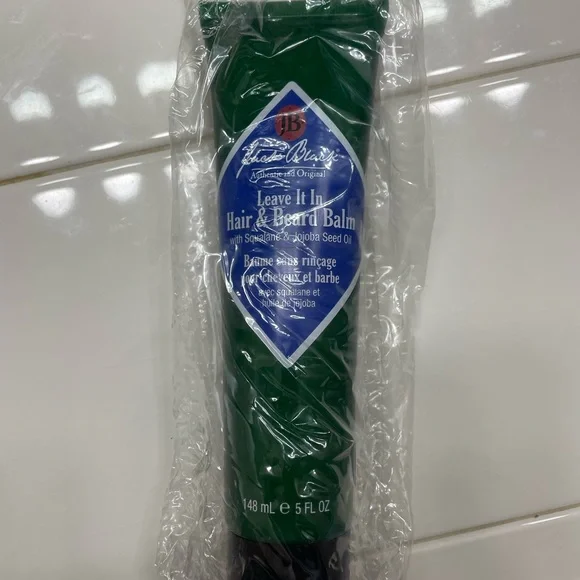 JB
Jack Black
Authentic and Original
Leave It In
Hair & Beard Balm
with Squalane & Jojoba Seed Oil
Baume sans rinçage
pour cheveux et barbe
avec squalane et
huile de jojoba
148 mL ℮ 5 FL OZ